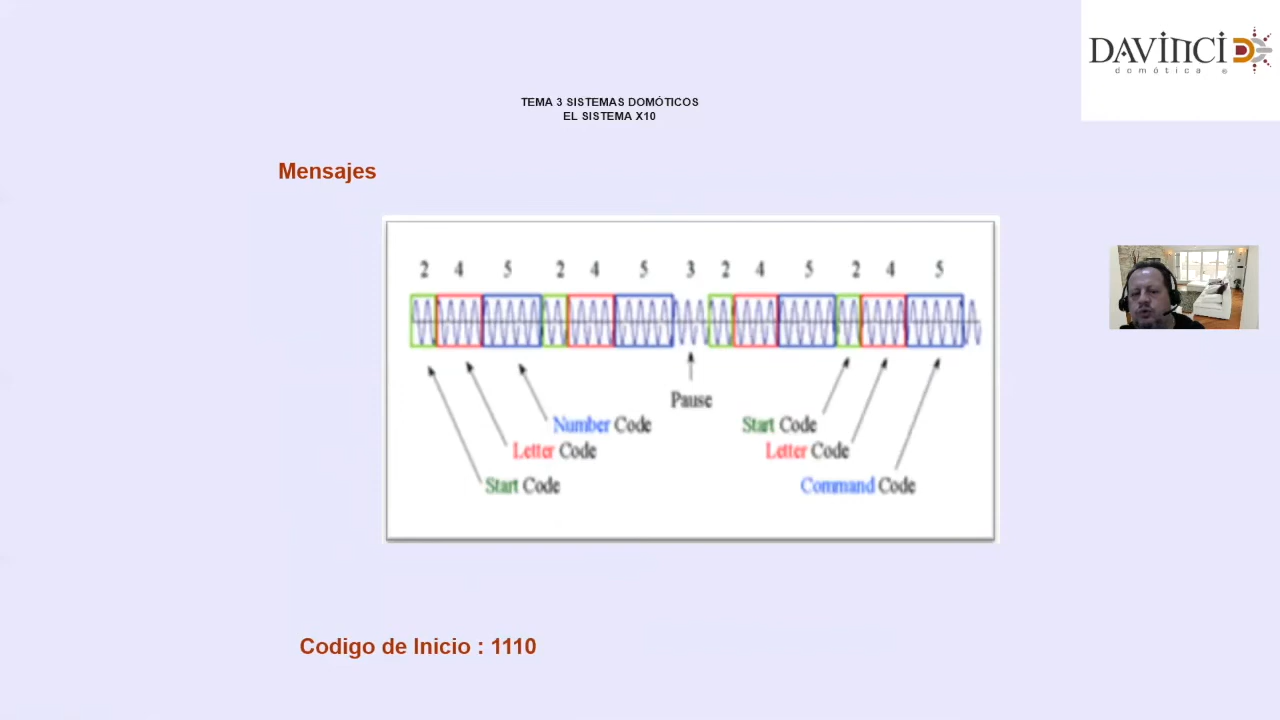 DAVINCI
domótica ®
TEMA 3 SISTEMAS DOMÓTICOS
EL SISTEMA X10
Mensajes
2 4 5 2 4 5 3 2 4 5 2 4 5
Pause
Number Code
Start Code
Letter Code
Letter Code
Start Code
Command Code
Codigo de Inicio : 1110